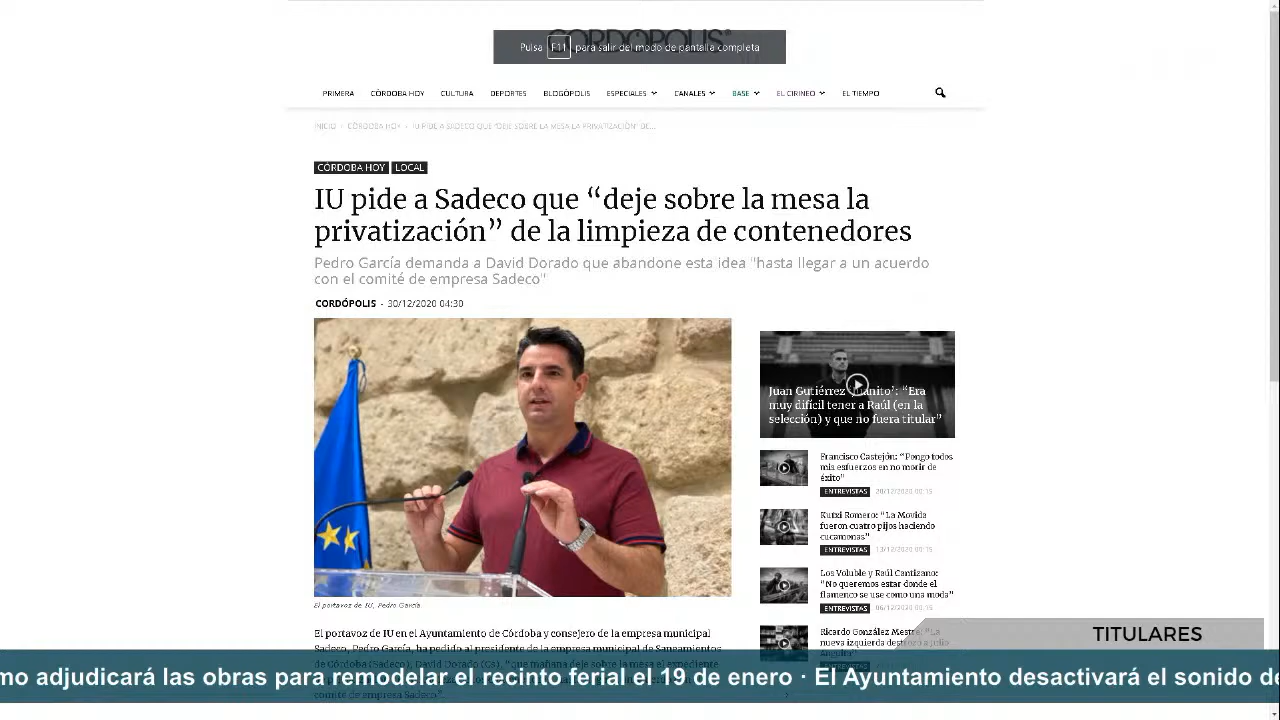 CORDÓPOLIS
Pulsa F11 para salir del modo de pantalla completa
PRIMERA CÓRDOBA HOY CULTURA DEPORTES BLOGÓPOLIS ESPECIALES CANALES BASE EL CIRINEO EL TIEMPO
INICIO › CÓRDOBA HOY › IU PIDE A SADECO QUE "DEJE SOBRE LA MESA LA PRIVATIZACIÓN" DE...
CÓRDOBA HOY LOCAL
IU pide a Sadeco que “deje sobre la mesa la
privatización” de la limpieza de contenedores
Pedro García demanda a David Dorado que abandone esta idea "hasta llegar a un acuerdo
con el comité de empresa Sadeco"
CORDÓPOLIS - 30/12/2020 04:30
El portavoz de IU, Pedro García
El portavoz de IU en el Ayuntamiento de Córdoba y consejero de la empresa municipal
Sadeco, Pedro García, ha pedido al presidente de la empresa municipal de Saneamientos
de Córdoba (Sadeco), David Dorado (CS), “que mañana deje sobre la mesa el expediente
comité de empresa Sadeco”.
Juan Gutiérrez ‘Juanito’: “Era
muy difícil tener a Raúl (en la
selección) y que no fuera titular”
Francisco Castejón: “Pongo todos
mis esfuerzos en no morir de
éxito”
ENTREVISTAS 20/12/2020 00:15
Kutxi Romero: “La Movida
fueron cuatro pijos haciendo
cucamonas”
ENTREVISTAS 13/12/2020 00:15
Los Voluble y Raúl Cantizano:
“No queremos estar donde el
flamenco se use como una moda”
ENTREVISTAS 06/12/2020 00:15
Ricardo González Mestre: “La
nueva izquierda destrozó a Julio
Anguita”
TITULARES
mo adjudicará las obras para remodelar el recinto ferial el 19 de enero · El Ayuntamiento desactivará el sonido de